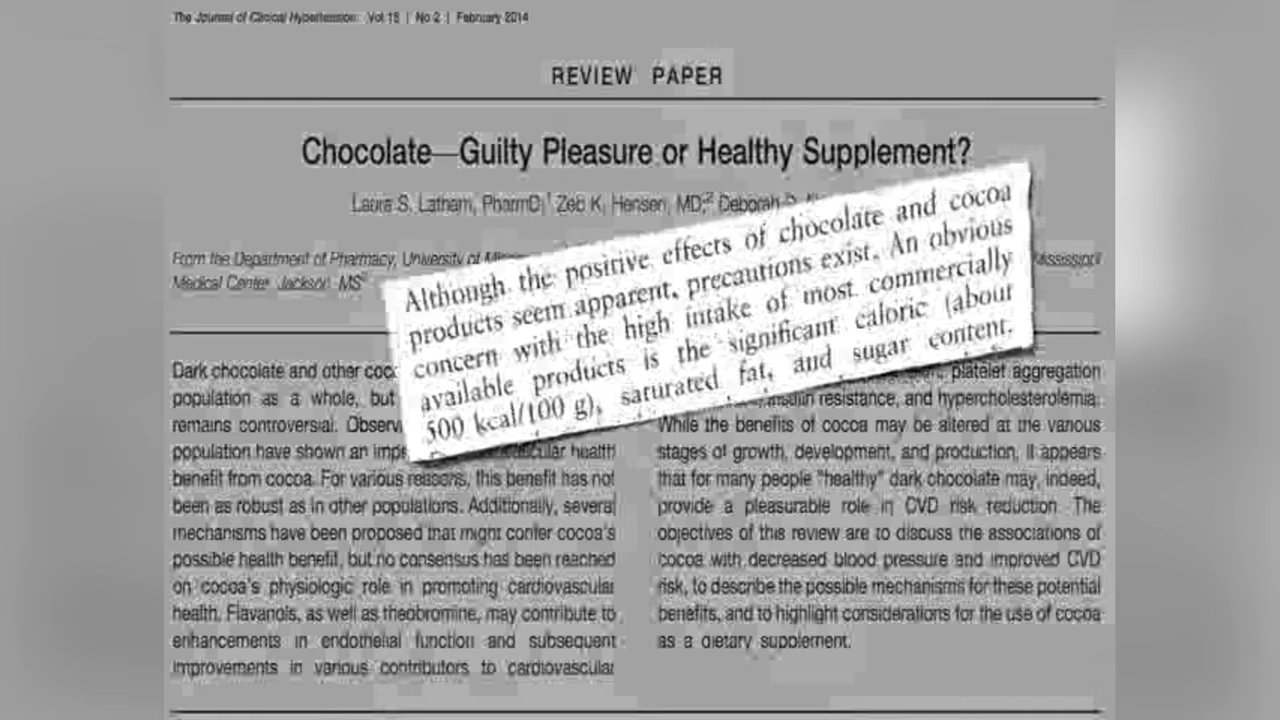 The Journal of Clinical Hypertension Vol 16 | No 2 | February 2014
REVIEW PAPER
Chocolate—Guilty Pleasure or Healthy Supplement?
Laura S. Latham, PharmD;1 Zeb K. Hensen, MD;2 Deborah
From the Department of Pharmacy, University of
Mississippi
Medical Center, Jackson, MS
Although the positive effects of chocolate and cocoa
products seem apparent, precautions exist. An obvious
concern with the high intake of most commercially
available products is the significant caloric (about
500 kcal/100 g), saturated fat, and sugar content.
Dark chocolate and other
population as a whole, but
remains controversial.
population have shown an health
benefit from cocoa. For various reasons, this benefit has not
been as robust as in other populations. Additionally, several
mechanisms have been proposed that might confer cocoa's
possible health benefit, but no consensus has been reached
on cocoa's physiologic role in promoting cardiovascular
health. Flavanols, as well as theobromine, may contribute to
enhancements in endothelial function and subsequent
improvements in various contributors to cardiovascular
platelet aggregation
insulin resistance, and hypercholesterolemia.
While the benefits of cocoa may be altered at the various
stages of growth, development, and production, it appears
that for many people "healthy" dark chocolate may, indeed,
provide a pleasurable role in CVD risk reduction. The
objectives of this review are to discuss the associations of
cocoa with decreased blood pressure and improved CVD
risk, to describe the possible mechanisms for these potential
benefits, and to highlight considerations for the use of cocoa
as a dietary supplement.